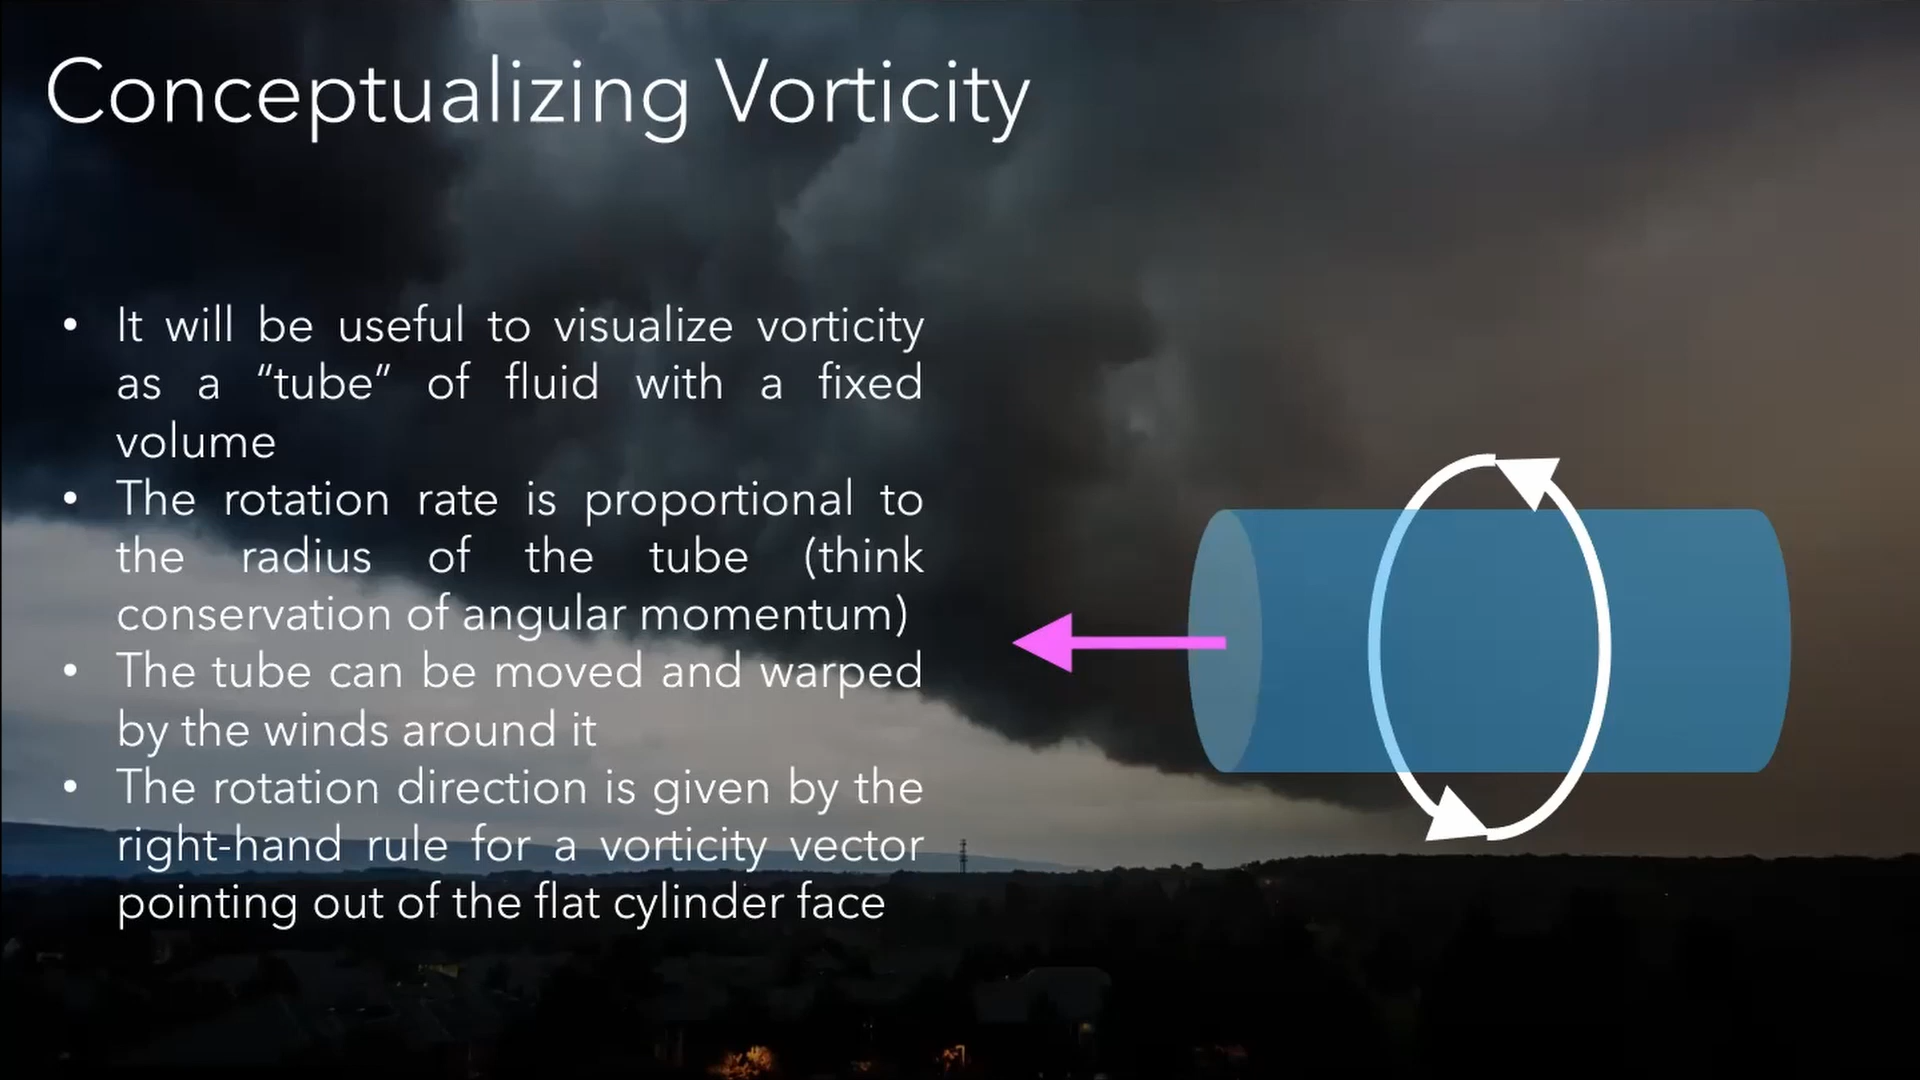 Conceptualizing Vorticity
• It will be useful to visualize vorticity
as a “tube” of fluid with a fixed
volume
• The rotation rate is proportional to
the radius of the tube (think
conservation of angular momentum)
• The tube can be moved and warped
by the winds around it
• The rotation direction is given by the
right-hand rule for a vorticity vector
pointing out of the flat cylinder face